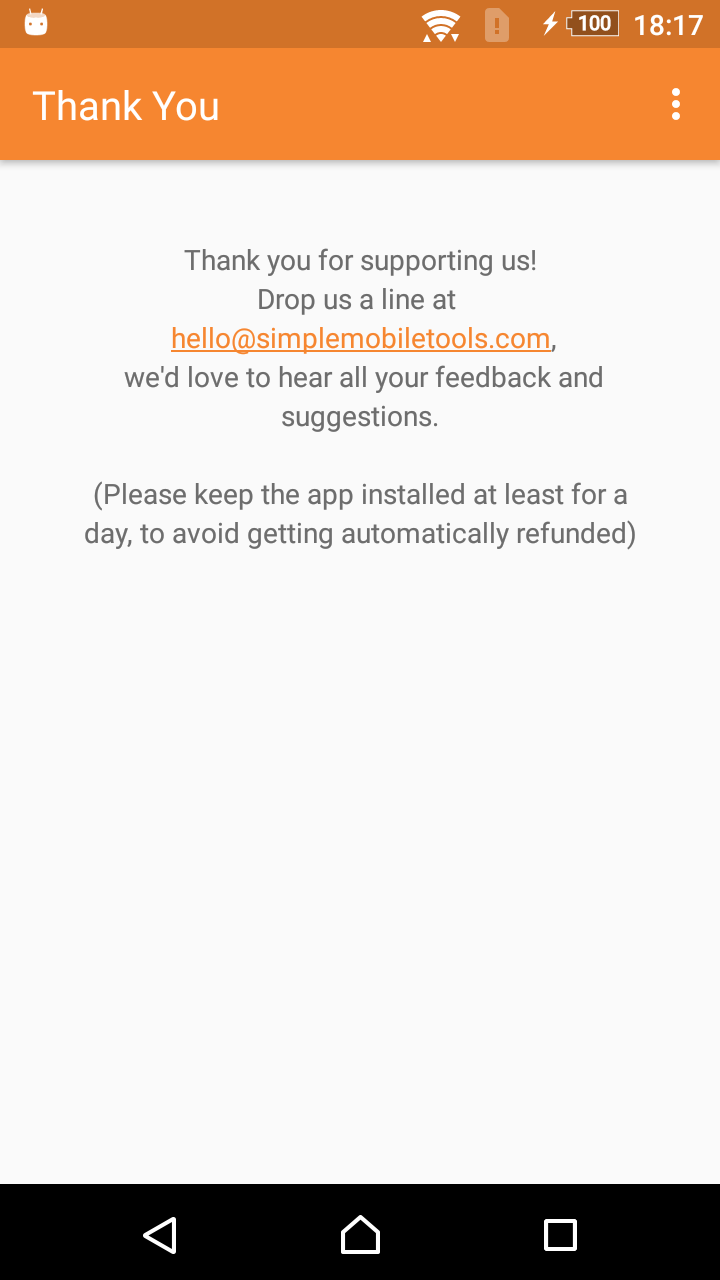 100 18:17
Thank You
Thank you for supporting us!
Drop us a line at
hello@simplemobiletools.com,
we'd love to hear all your feedback and
suggestions.
(Please keep the app installed at least for a
day, to avoid getting automatically refunded)